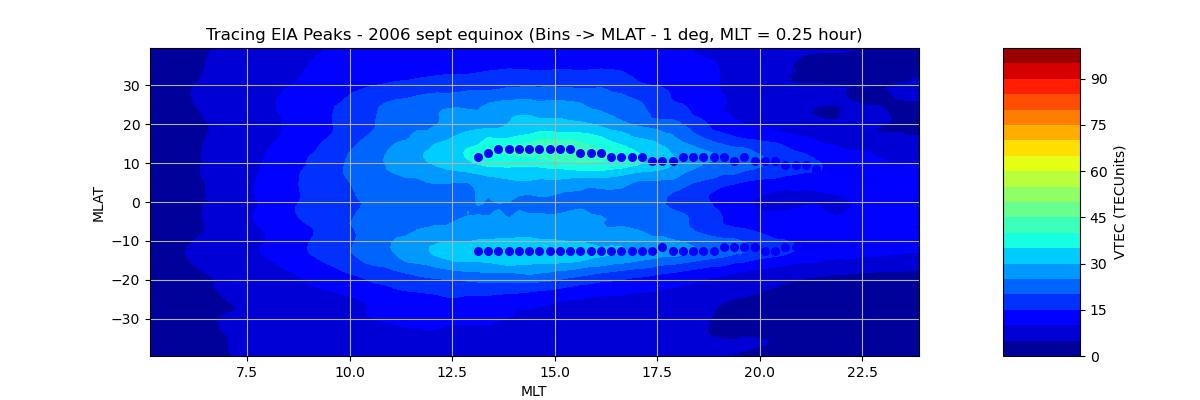 Tracing EIA Peaks - 2006 sept equinox (Bins -> MLAT - 1 deg, MLT = 0.25 hour)
MLAT
30
20
10
0
−10
−20
−30
7.5 10.0 12.5 15.0 17.5 20.0 22.5
MLT
90
75
60
45
30
15
0
VTEC (TECUnits)